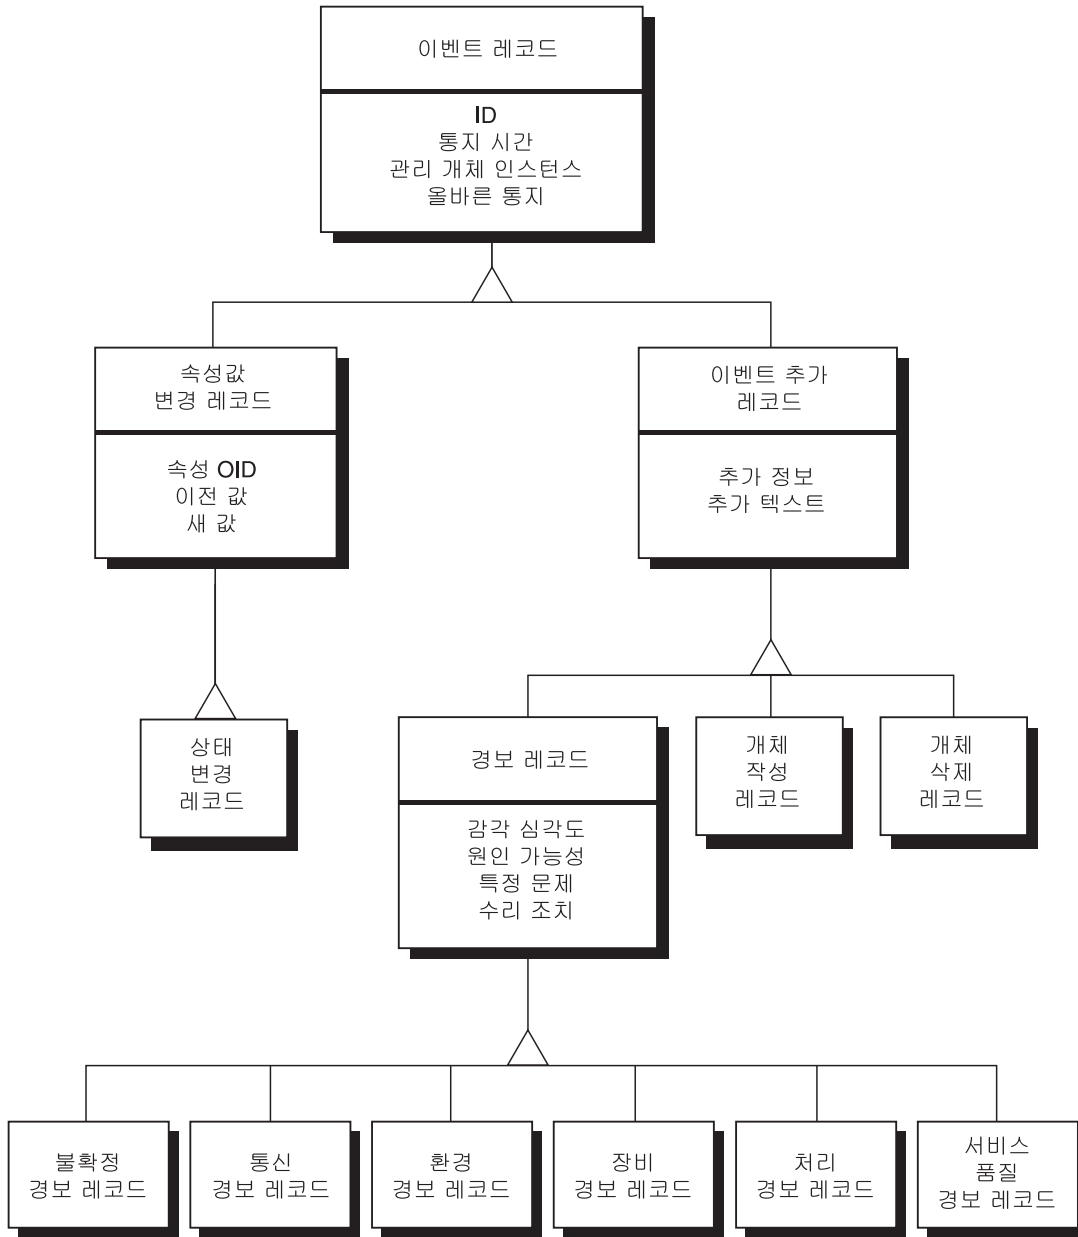 이벤트 레코드
ID
통지 시간
관리 개체 인스턴스
올바른 통지
속성값
변경 레코드
속성 OID
이전 값
새 값
이벤트 추가
레코드
추가 정보
추가 텍스트
상태
변경
레코드
경보 레코드
감각 심각도
원인 가능성
특정 문제
수리 조치
개체
작성
레코드
개체
삭제
레코드
불확정
경보 레코드
통신
경보 레코드
환경
경보 레코드
장비
경보 레코드
처리
경보 레코드
서비스
품질
경보 레코드